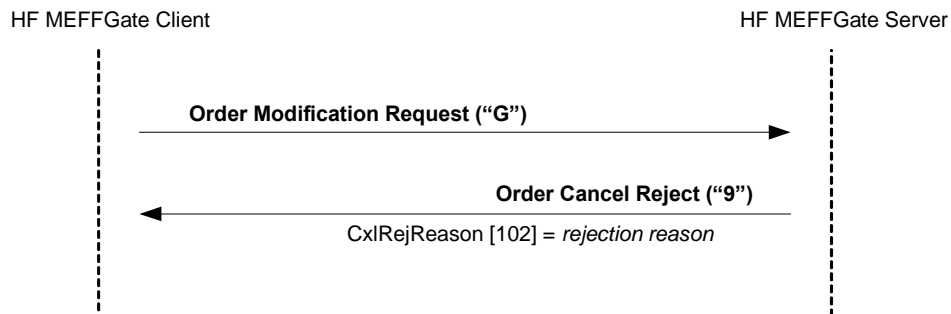 HF MEFFGate Client
HF MEFFGate Server
Order Modification Request (“G”)
Order Cancel Reject (“9”)
CxlRejReason [102] = rejection reason